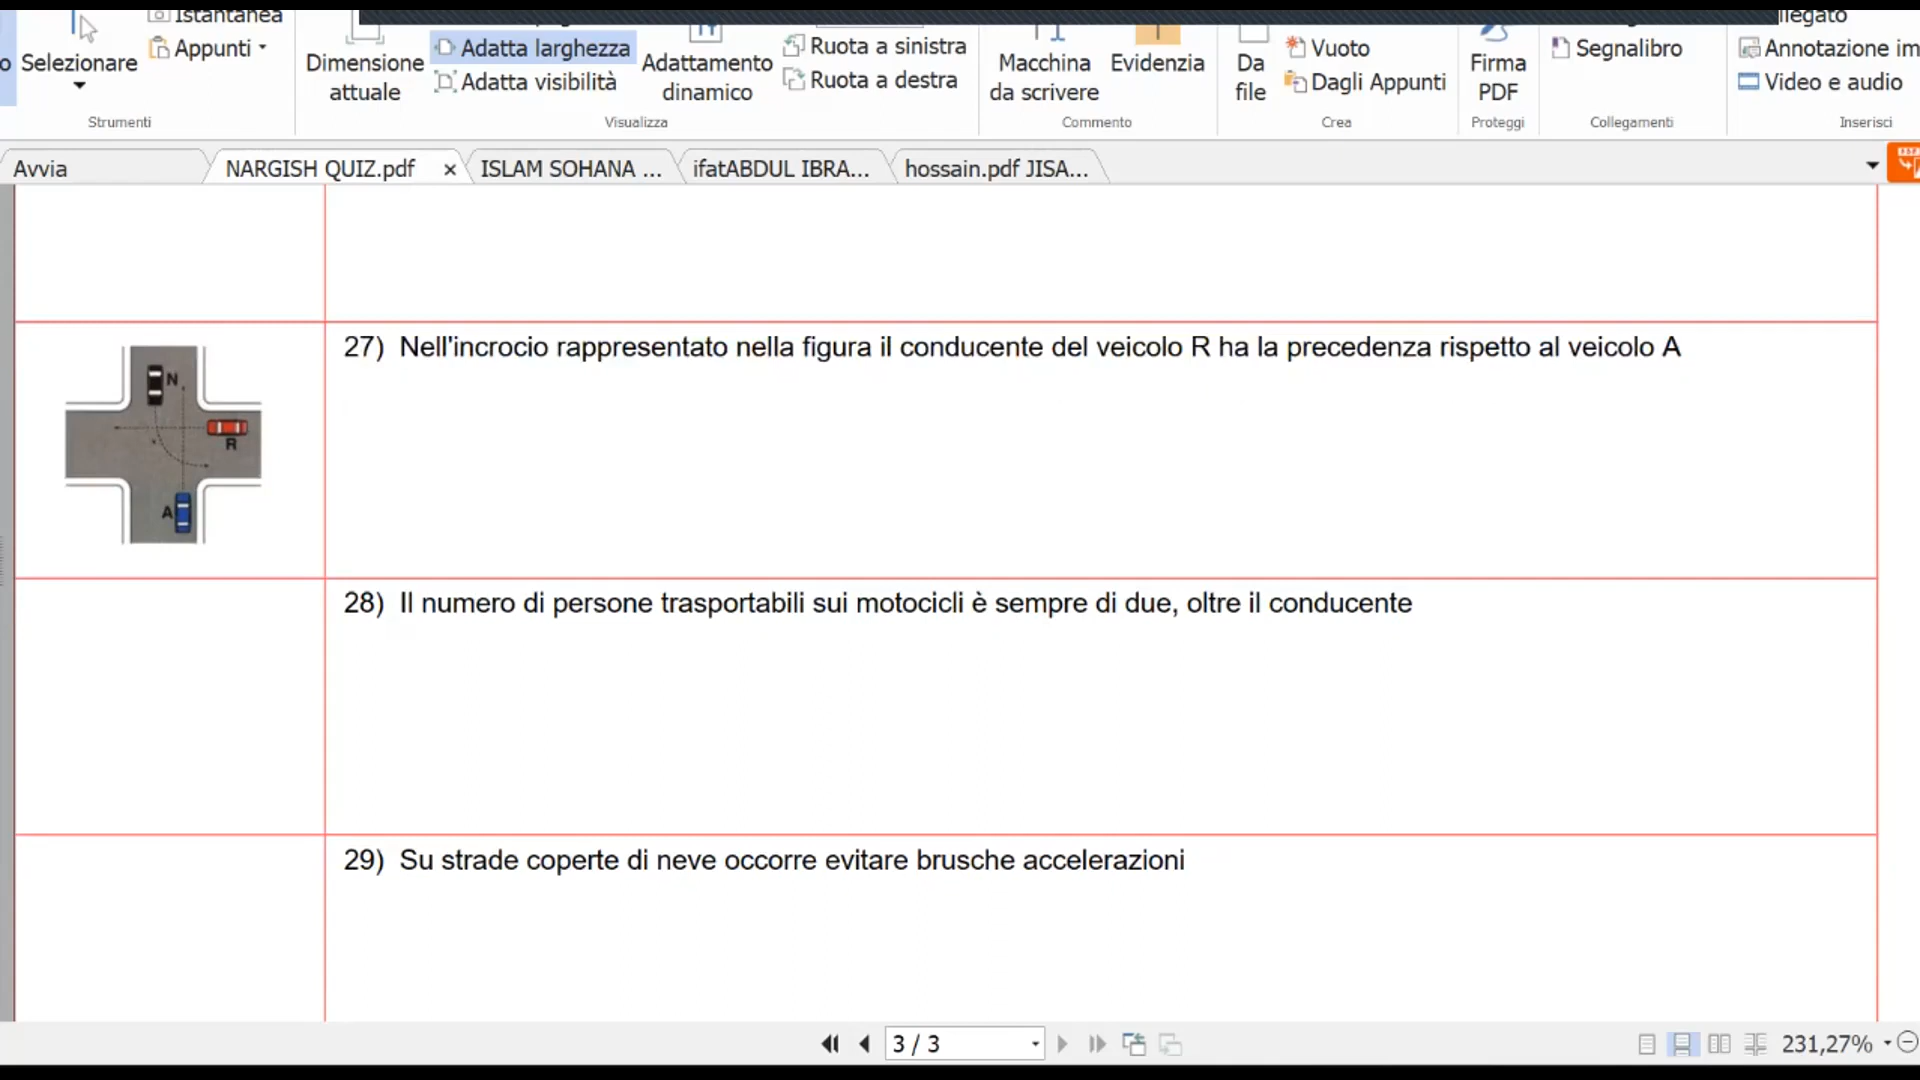 Istantanea
Selezionare
Appunti
Strumenti
Dimensione
attuale
Adatta larghezza
Adatta visibilità
Adattamento
dinamico
Ruota a sinistra
Ruota a destra
Visualizza
Macchina
da scrivere
Evidenzia
Commento
Da
file
Vuoto
Dagli Appunti
Crea
Firma
PDF
Proteggi
Segnalibro
Collegamenti
llegato
Annotazione im
Video e audio
Inserisci
Avvia
NARGISH QUIZ.pdf
ISLAM SOHANA ...
ifatABDUL IBRA...
hossain.pdf JISA...
27) Nell'incrocio rappresentato nella figura il conducente del veicolo R ha la precedenza rispetto al veicolo A
N
R
A
28) Il numero di persone trasportabili sui motocicli è sempre di due, oltre il conducente
29) Su strade coperte di neve occorre evitare brusche accelerazioni
3 / 3
231,27%